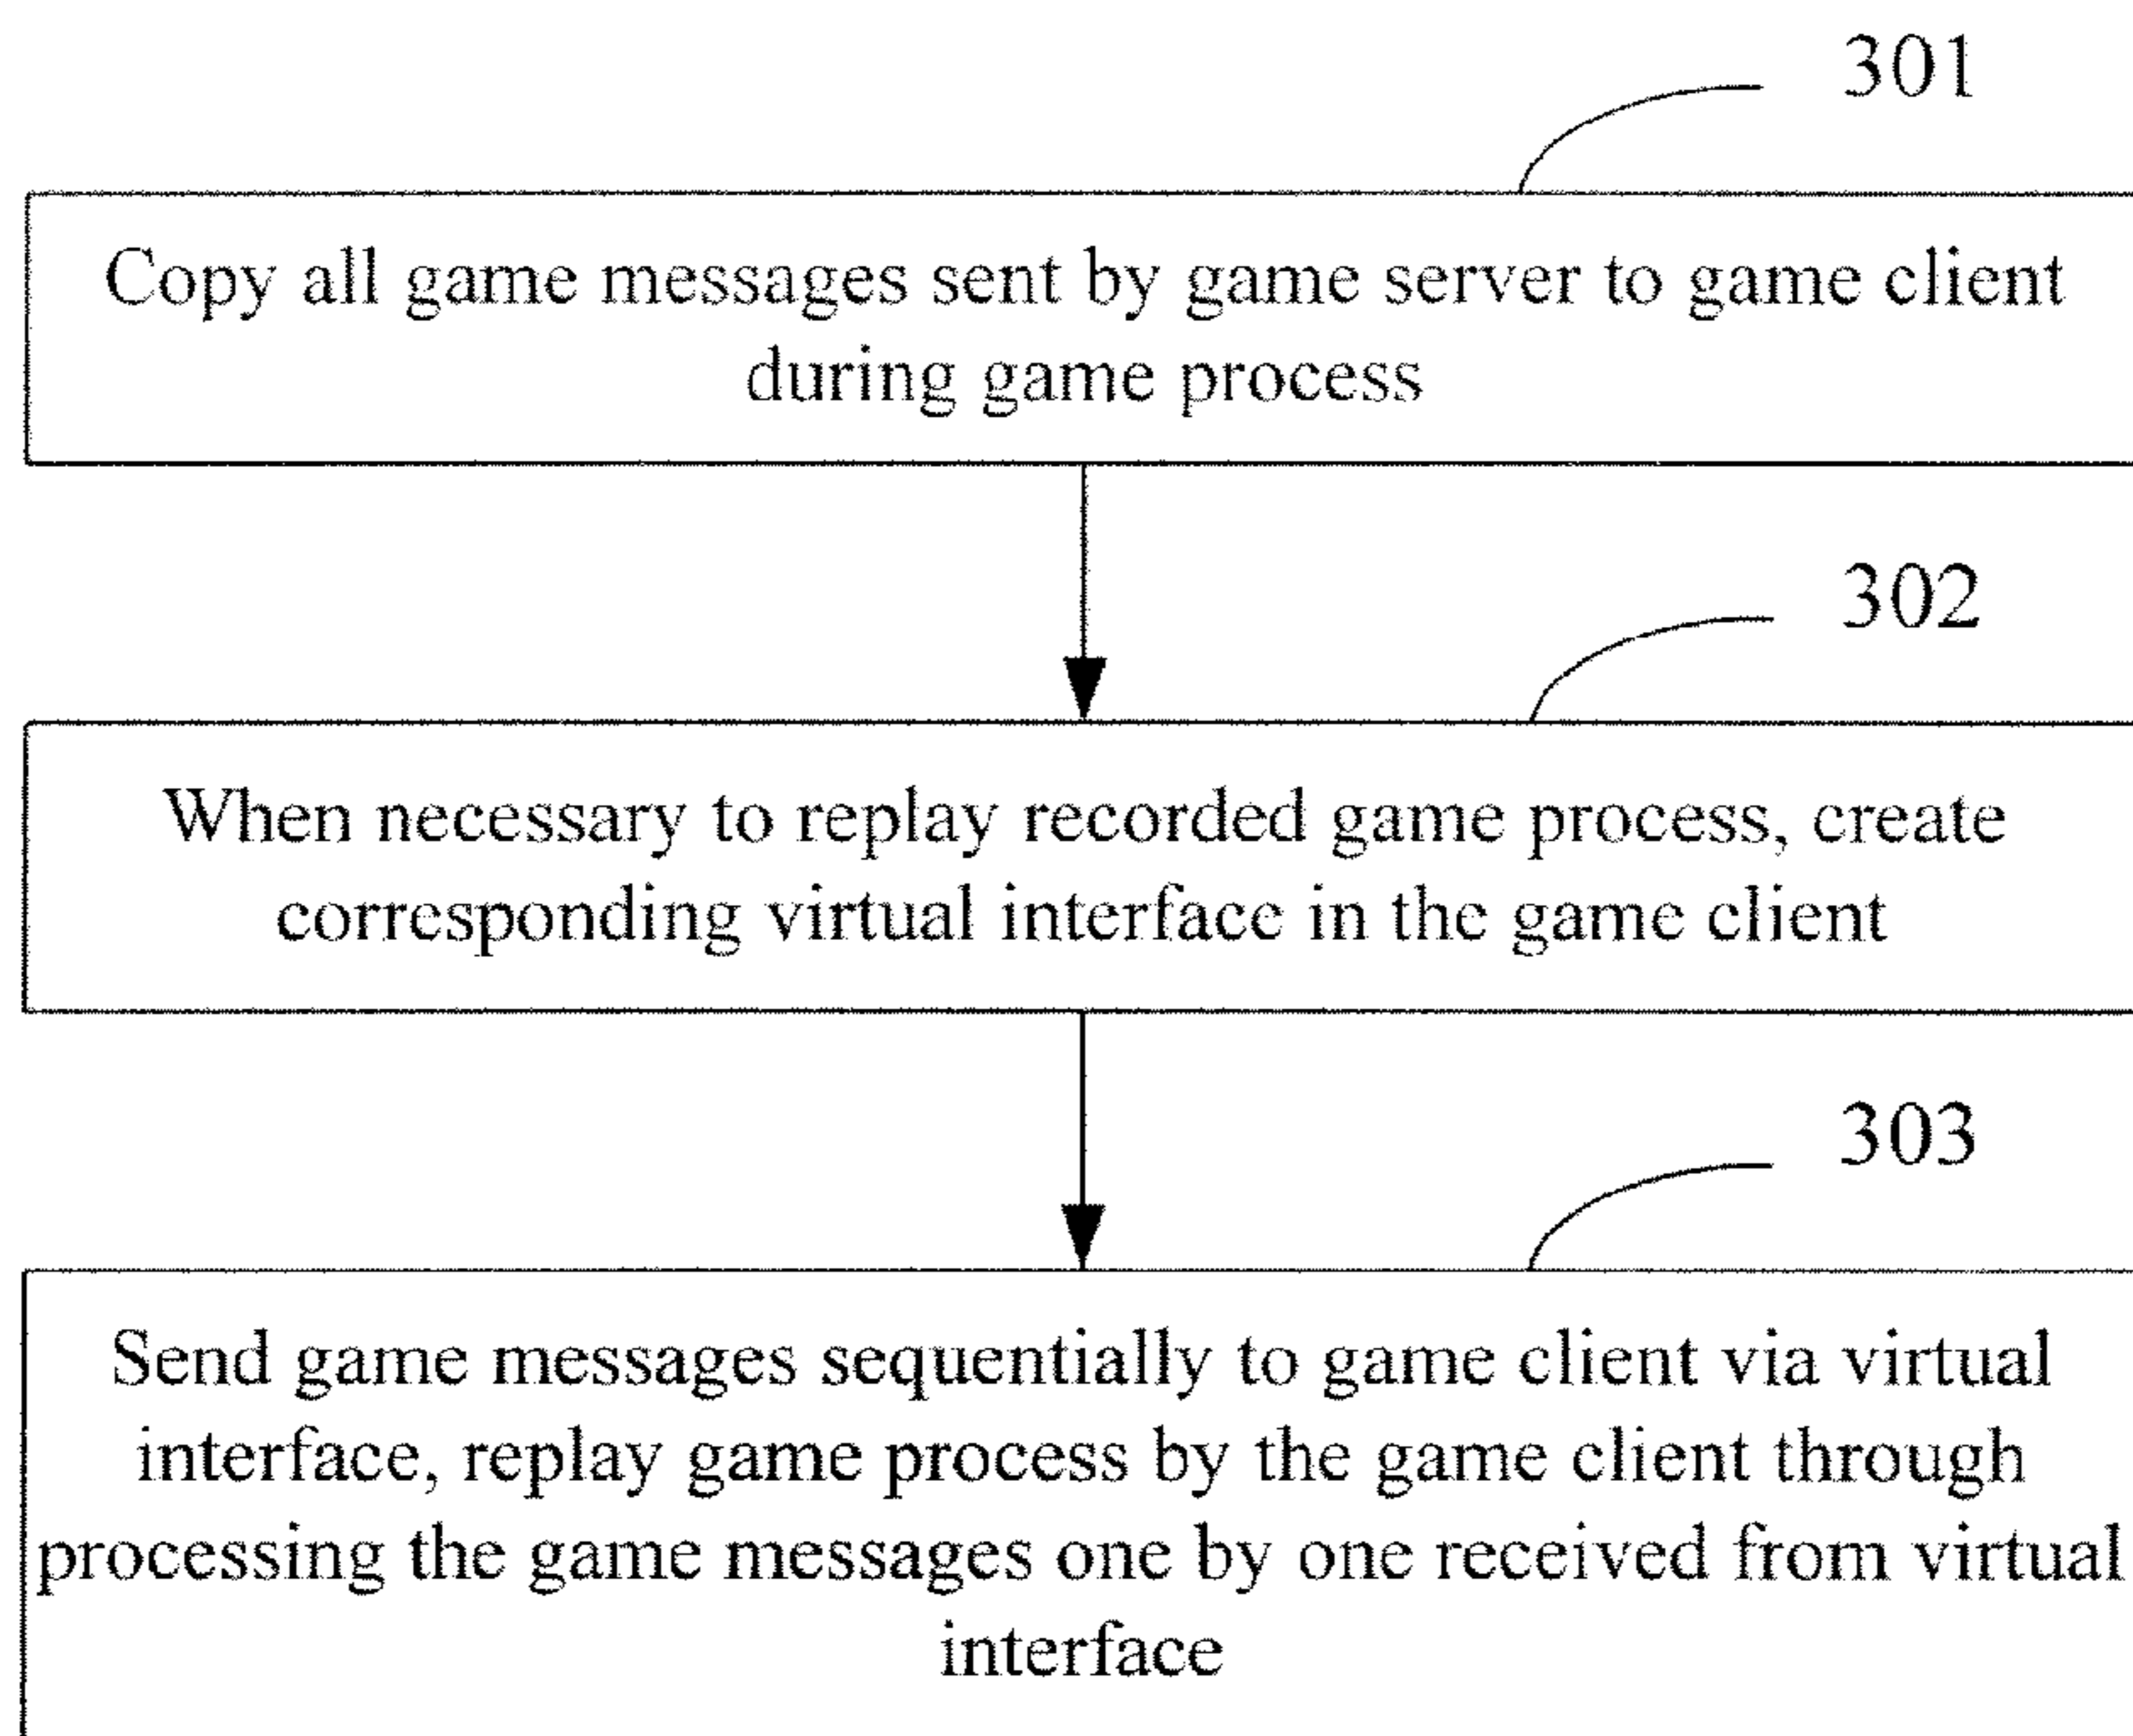 301
Copy all game messages sent by game server to game client
during game process
302
When necessary to replay recorded game process, create
corresponding virtual interface in the game client
303
Send game messages sequentially to game client via virtual
interface, replay game process by the game client through
processing the game messages one by one received from virtual
interface